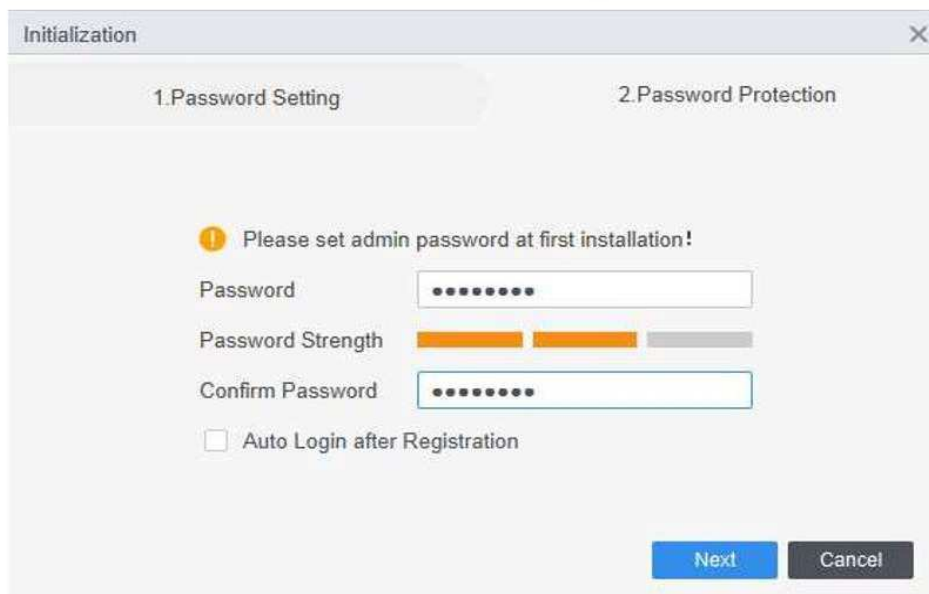 Initialization
1.Password Setting
2.Password Protection
Please set admin password at first installation!
Password
●●●●●●●●
Password Strength
Confirm Password
●●●●●●●●
Auto Login after Registration
Next
Cancel